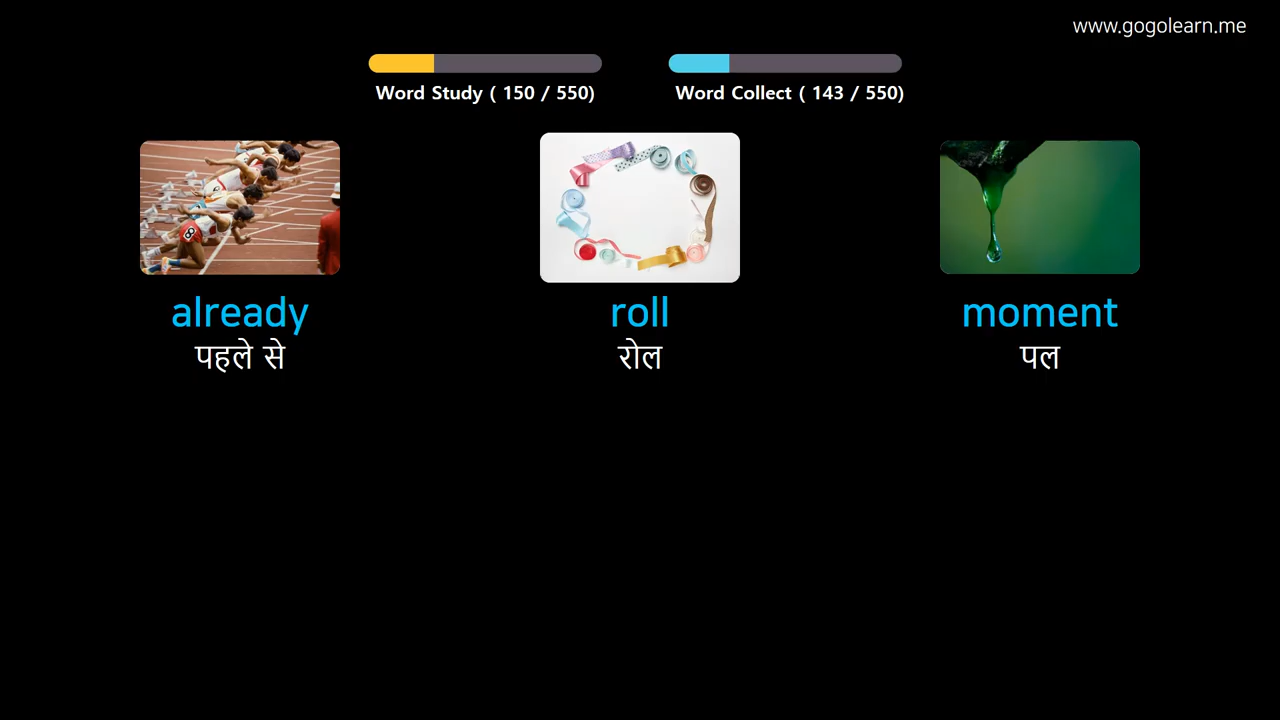 www.gogolearn.me
Word Study ( 150 / 550)
Word Collect ( 143 / 550)
already
roll
moment
पहले से
रोल
पल